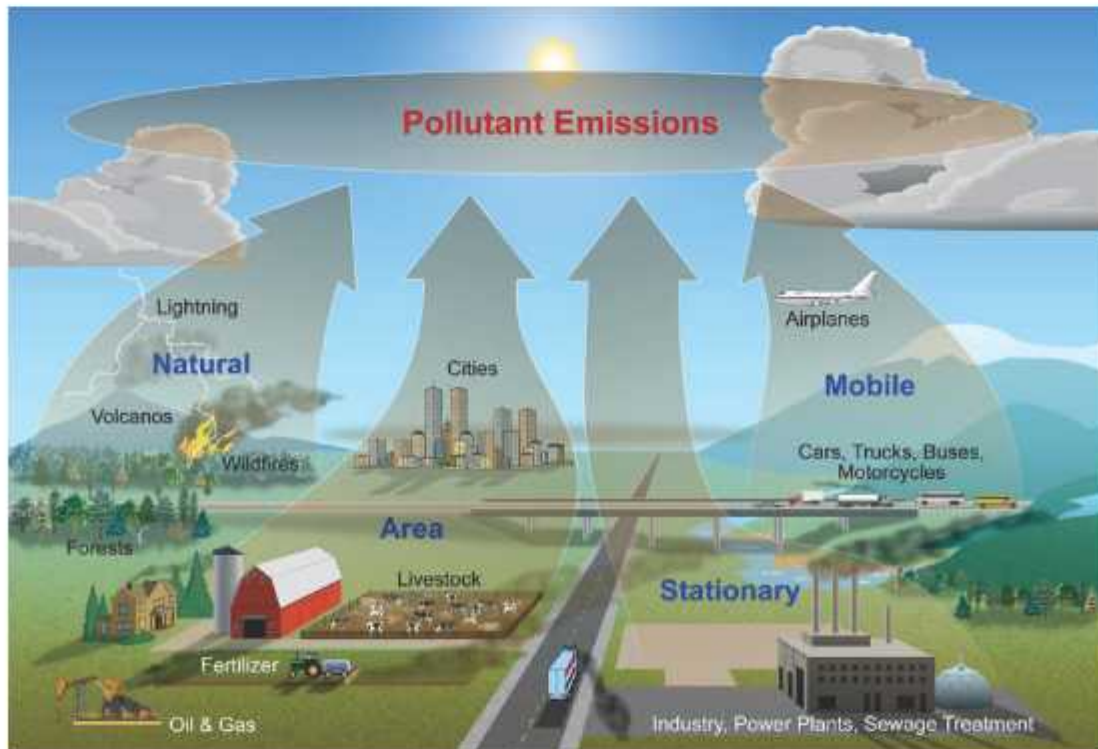 Pollutant Emissions
Lightning
Natural
Volcanos
Wildfires
Forests
Cities
Area
Livestock
Fertilizer
Oil & Gas
Airplanes
Mobile
Cars, Trucks, Buses,
Motorcycles
Stationary
Industry, Power Plants, Sewage Treatment